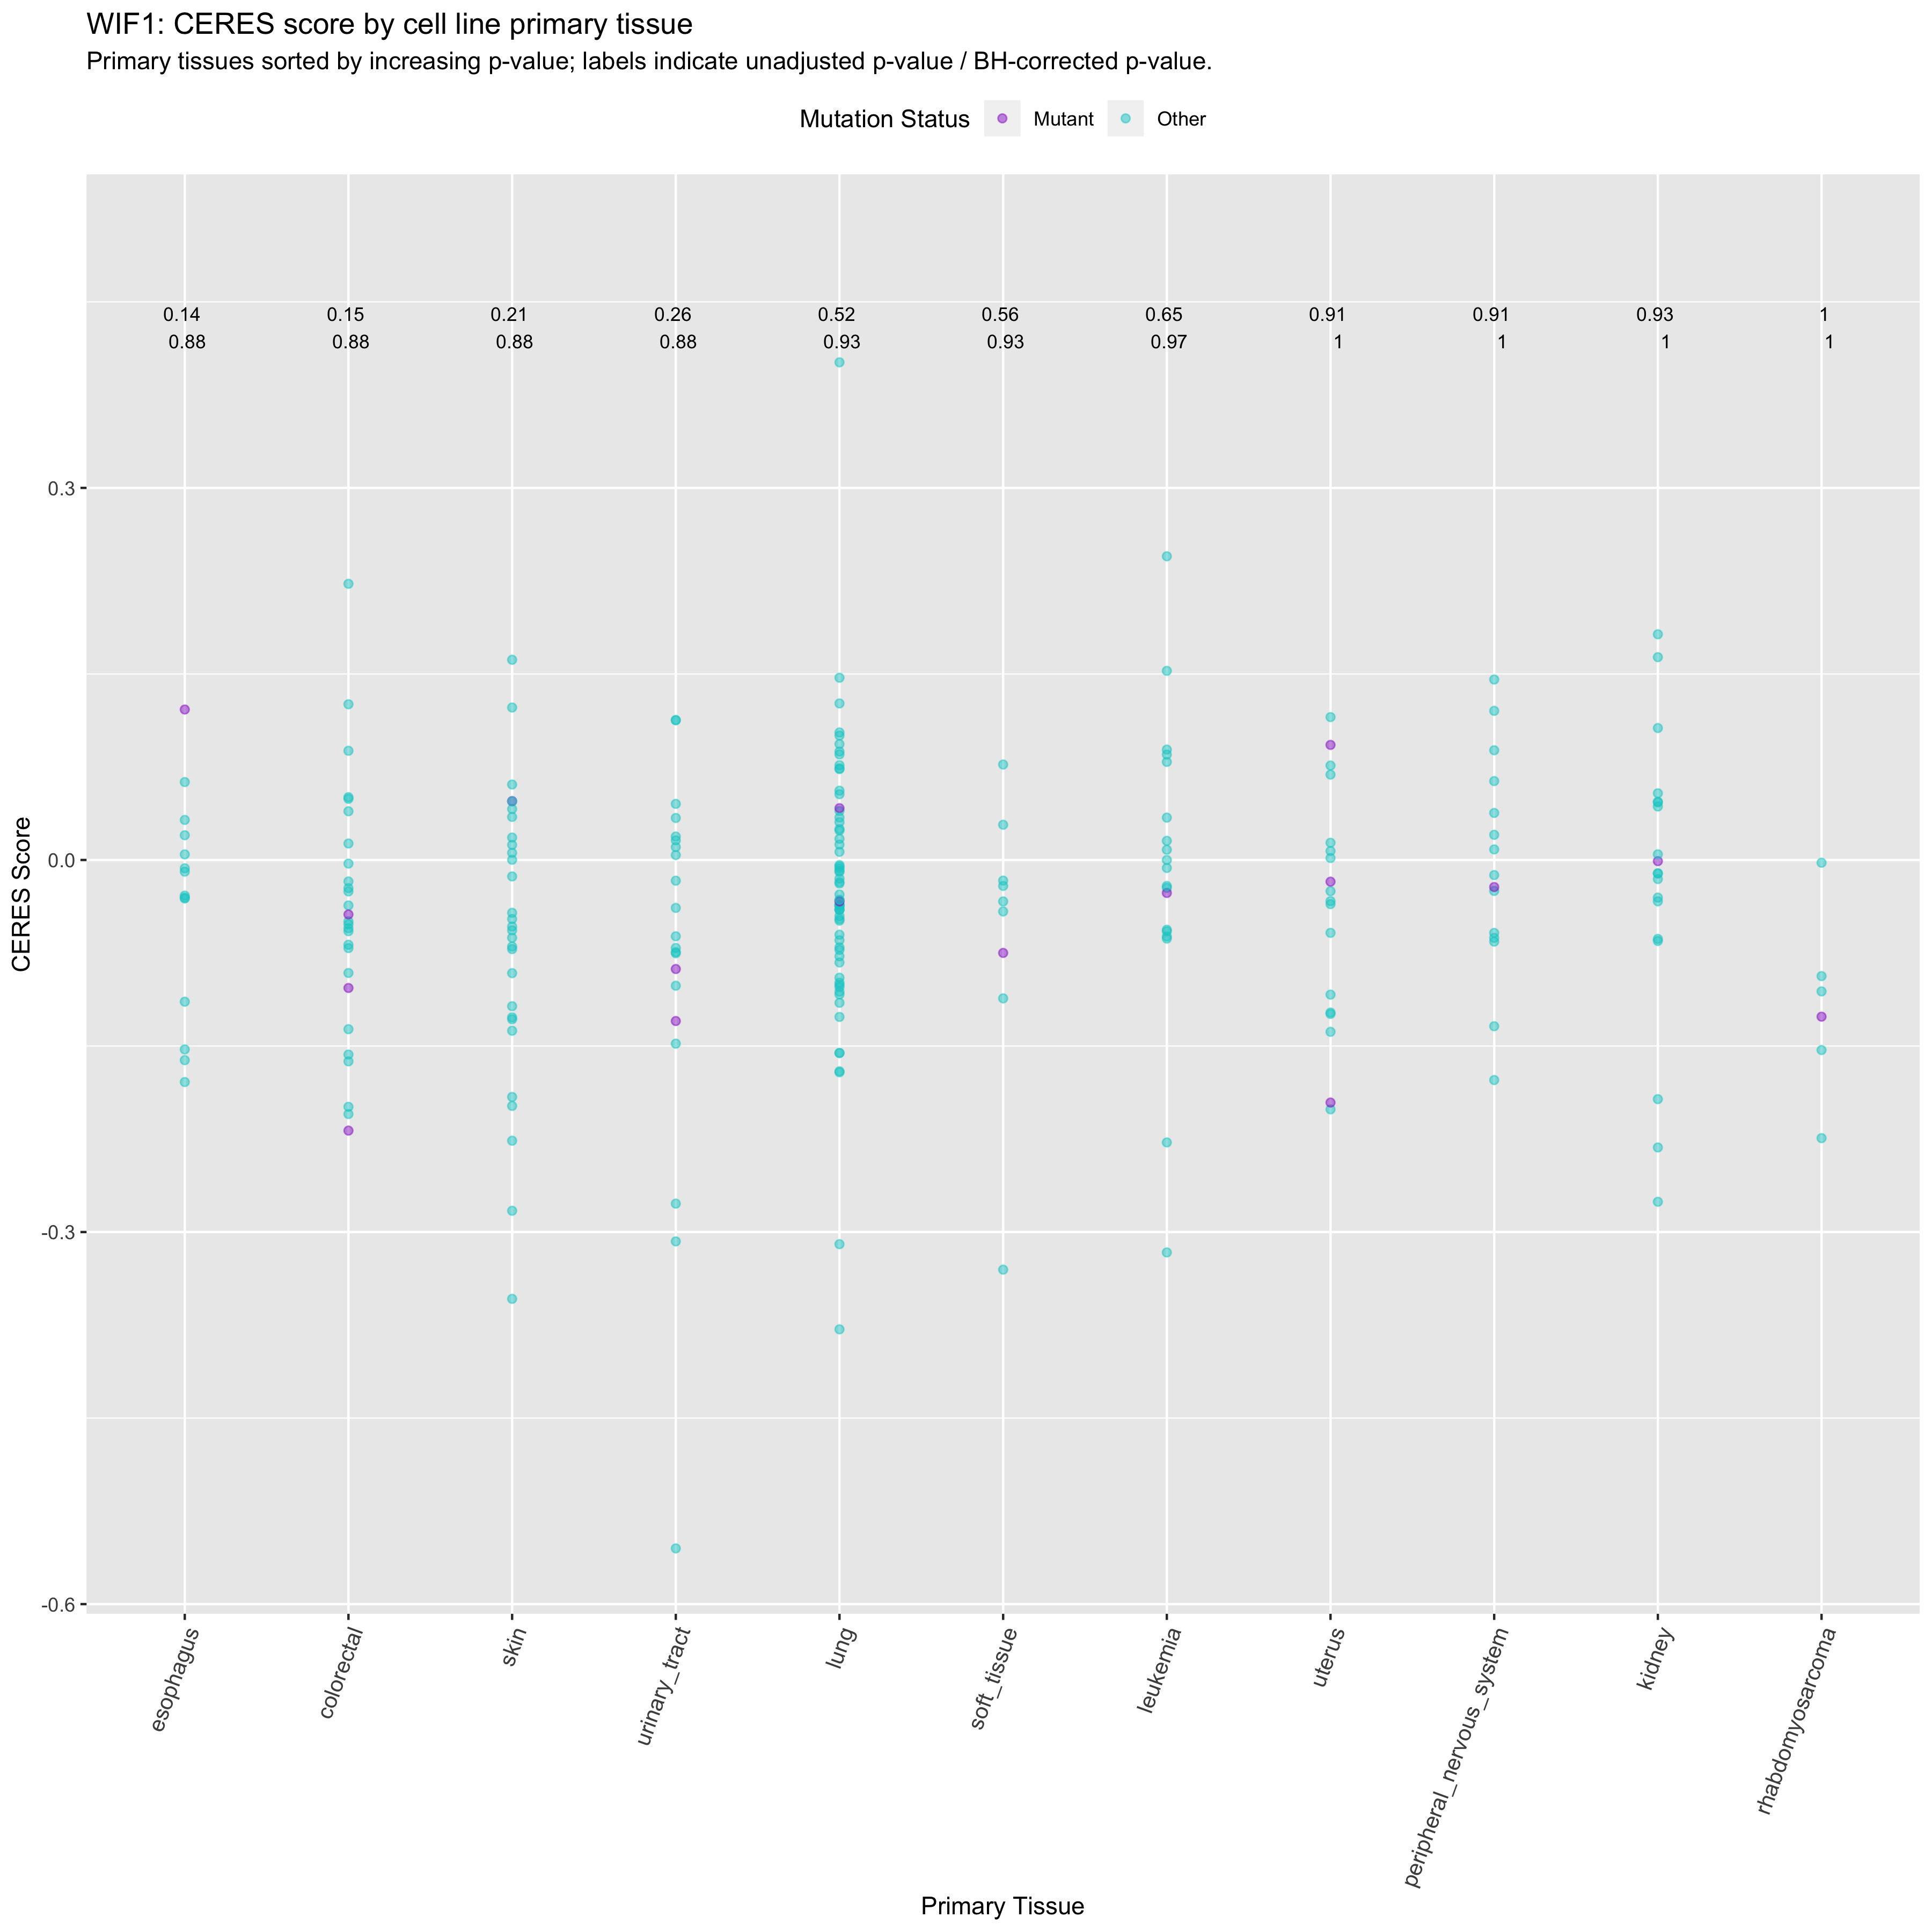 WIF1: CERES score by cell line primary tissue
Primary tissues sorted by increasing p-value; labels indicate unadjusted p-value / BH-corrected p-value.
Mutation Status Mutant Other
0.14 0.15 0.21 0.26 0.52 0.56 0.65 0.91 0.91 0.93 1
0.88 0.88 0.88 0.88 0.93 0.93 0.97 1 1 1 1
0.3
0.0
-0.3
-0.6
CERES Score
esophagus
colorectal
skin
urinary_tract
lung
soft_tissue
leukemia
uterus
peripheral_nervous_system
kidney
rhabdomyosarcoma
Primary Tissue